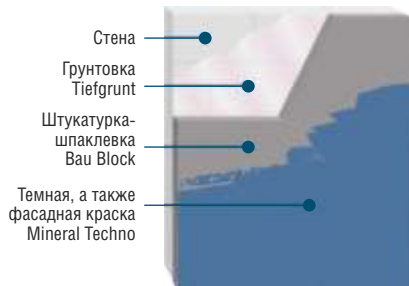 Стена
Грунтовка
Tiefgrunt
Штукатурка-
шпаклевка
Bau Block
Темная, а также
фасадная краска
Mineral Techno